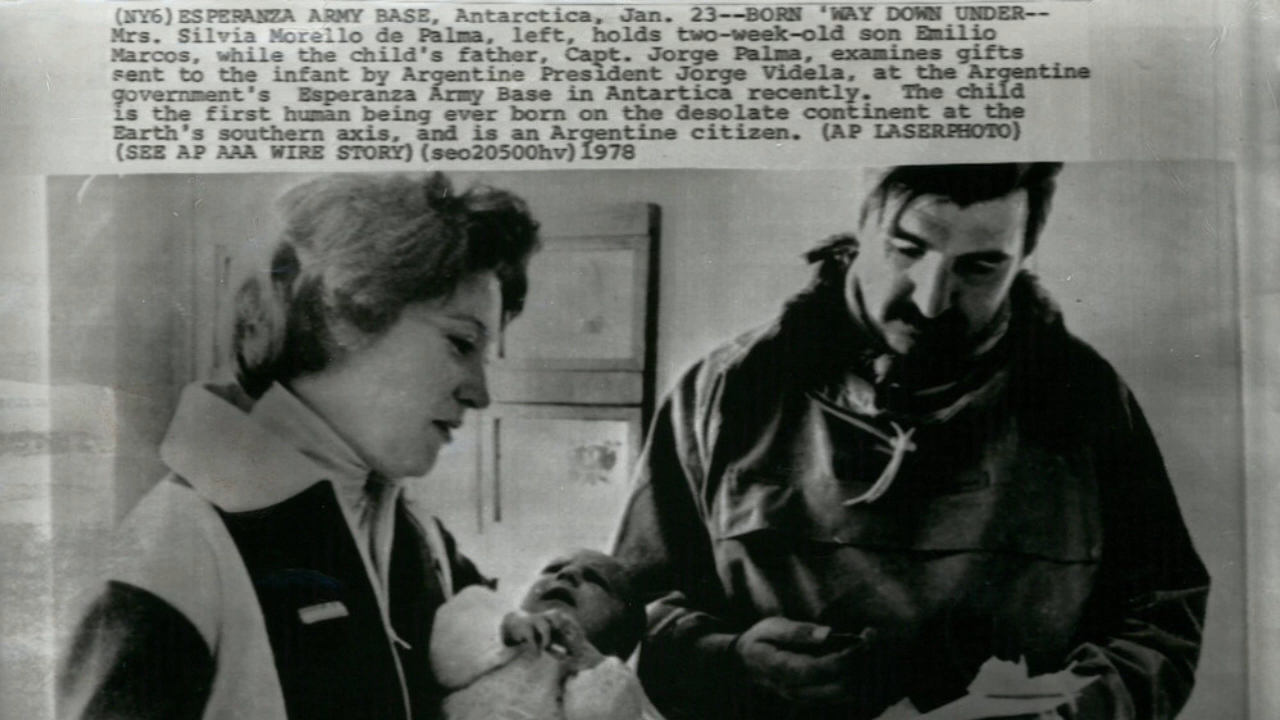 (NY6) ESPERANZA ARMY BASE, Antarctica, Jan. 23--BORN 'WAY DOWN UNDER--
Mrs. Silvia Morello de Palma, left, holds two-week-old son Emilio
Marcos, while the child's father, Capt. Jorge Palma, examines gifts
sent to the infant by Argentine President Jorge Videla, at the Argentine
government's Esperanza Army Base in Antartica recently. The child
is the first human being ever born on the desolate continent at the
Earth's southern axis, and is an Argentine citizen. (AP LASERPHOTO)
(SEE AP AAA WIRE STORY) (seo20500hv) 1978